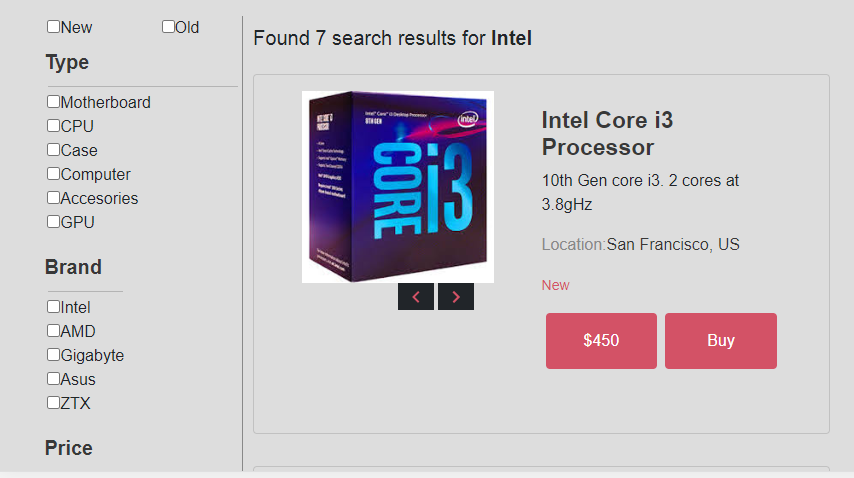 New Old
Type
Motherboard
CPU
Case
Computer
Accesories
GPU
Brand
Intel
AMD
Gigabyte
Asus
ZTX
Price
Found 7 search results for Intel
intel
CORE i3
Intel Core i3
Processor
10th Gen core i3. 2 cores at
3.8gHz
Location:San Francisco, US
New
$450 Buy